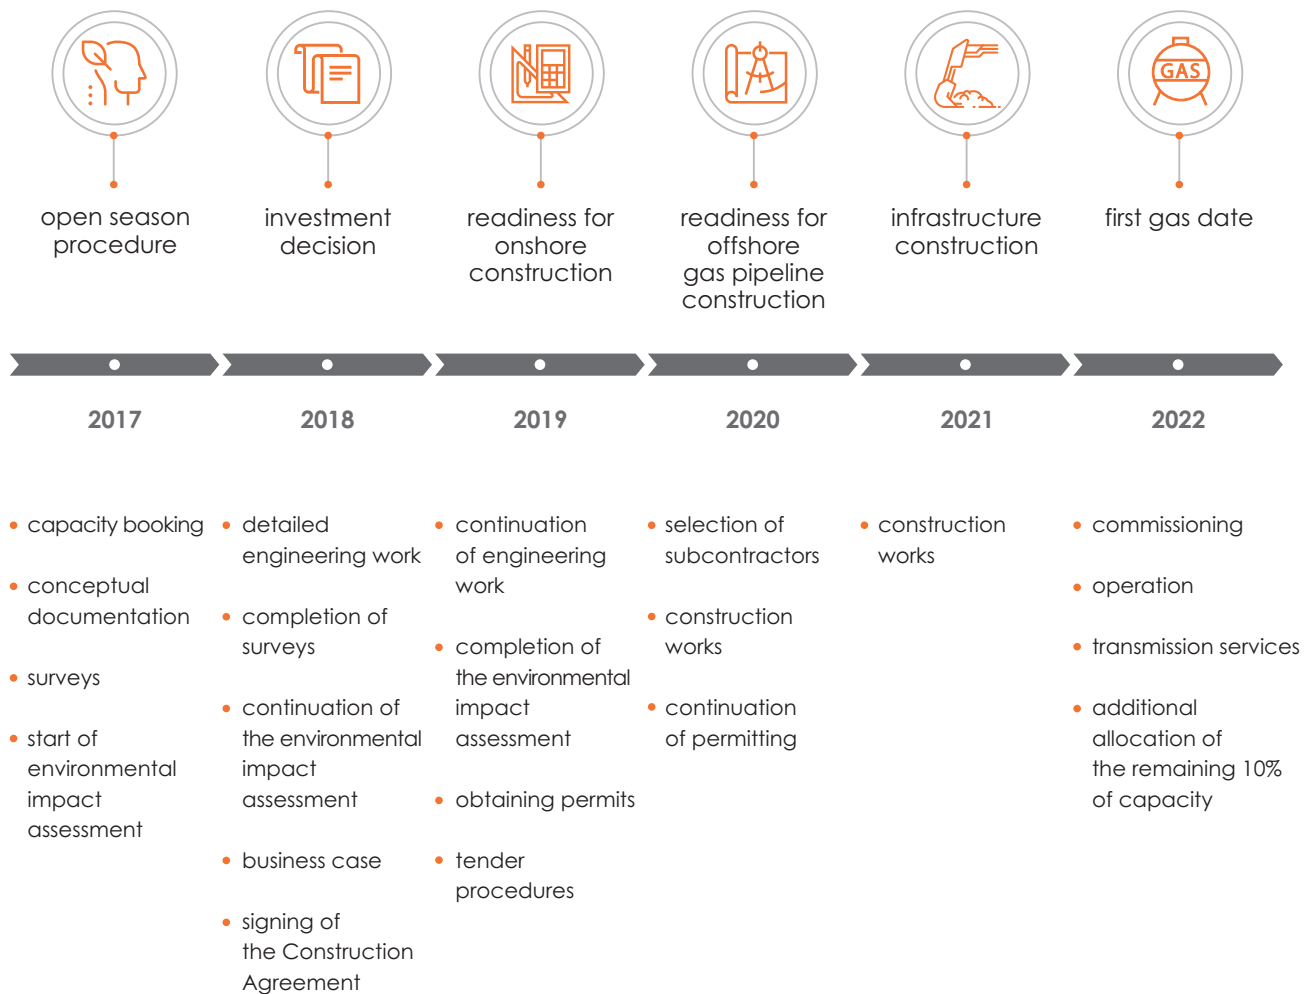 GAS
open season
procedure
investment
decision
readiness for
onshore
construction
readiness for
offshore
gas pipeline
construction
infrastructure
construction
first gas date
2017
2018
2019
2020
2021
2022
• capacity booking
• conceptual
documentation
• surveys
• start of
environmental
impact
assessment
• detailed
engineering work
• completion of
surveys
• continuation of
the environmental
impact
assessment
• business case
• signing of
the Construction
Agreement
• continuation
of engineering
work
• completion of
the environmental
impact
assessment
• obtaining permits
• tender
procedures
• selection of
subcontractors
• construction
works
• continuation
of permitting
• construction
works
• commissioning
• operation
• transmission services
• additional
allocation of
the remaining 10%
of capacity